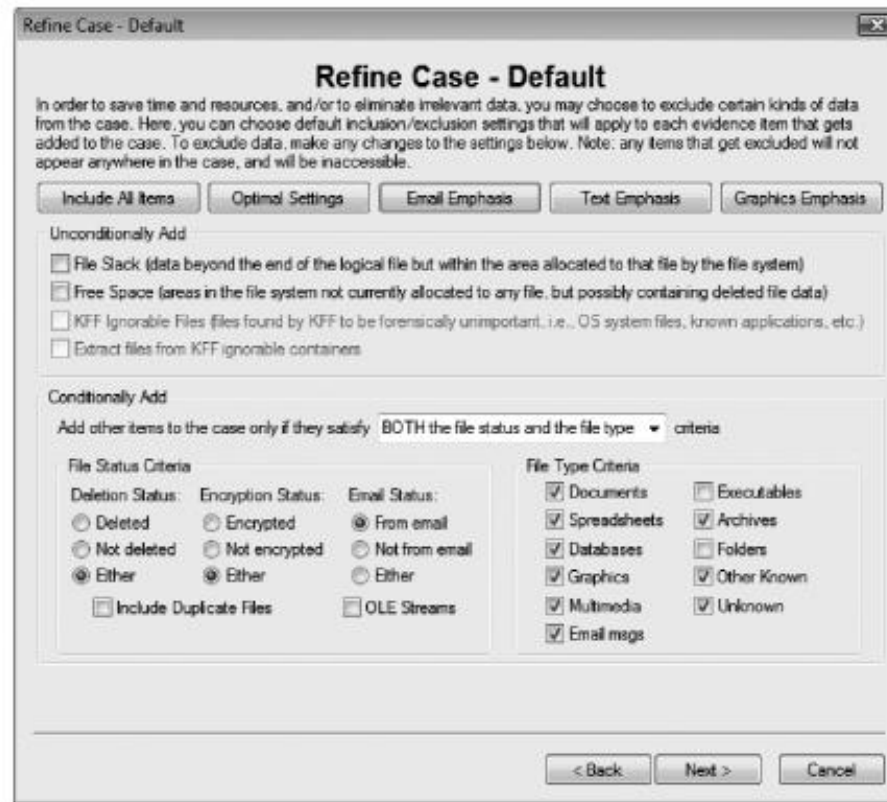 Refine Case - Default
Refine Case - Default
In order to save time and resources, and/or to eliminate irrelevant data, you may choose to exclude certain kinds of data
from the case. Here, you can choose default inclusion/exclusion settings that will apply to each evidence item that gets
added to the case. To exclude data, make any changes to the settings below. Note: any items that get excluded will not
appear anywhere in the case, and will be inaccessible.
Include All Items Optimal Settings Email Emphasis Text Emphasis Graphics Emphasis
Unconditionally Add
File Slack (data beyond the end of the logical file but within the area allocated to that file by the file system)
Free Space (areas in the file system not currently allocated to any file, but possibly containing deleted file data)
KFF Ignorable Files (files found by KFF to be forensically unimportant, i.e., OS system files, known applications, etc.)
Extract files from KFF ignorable containers
Conditionally Add
Add other items to the case only if they satisfy BOTH the file status and the file type criteria
File Status Criteria
Deletion Status: Encryption Status: Email Status:
Deleted Encrypted From email
Not deleted Not encrypted Not from email
Either Either Either
Include Duplicate Files OLE Streams
File Type Criteria
Documents Executables
Spreadsheets Archives
Databases Folders
Graphics Other Known
Multimedia Unknown
Email msgs
< Back Next > Cancel